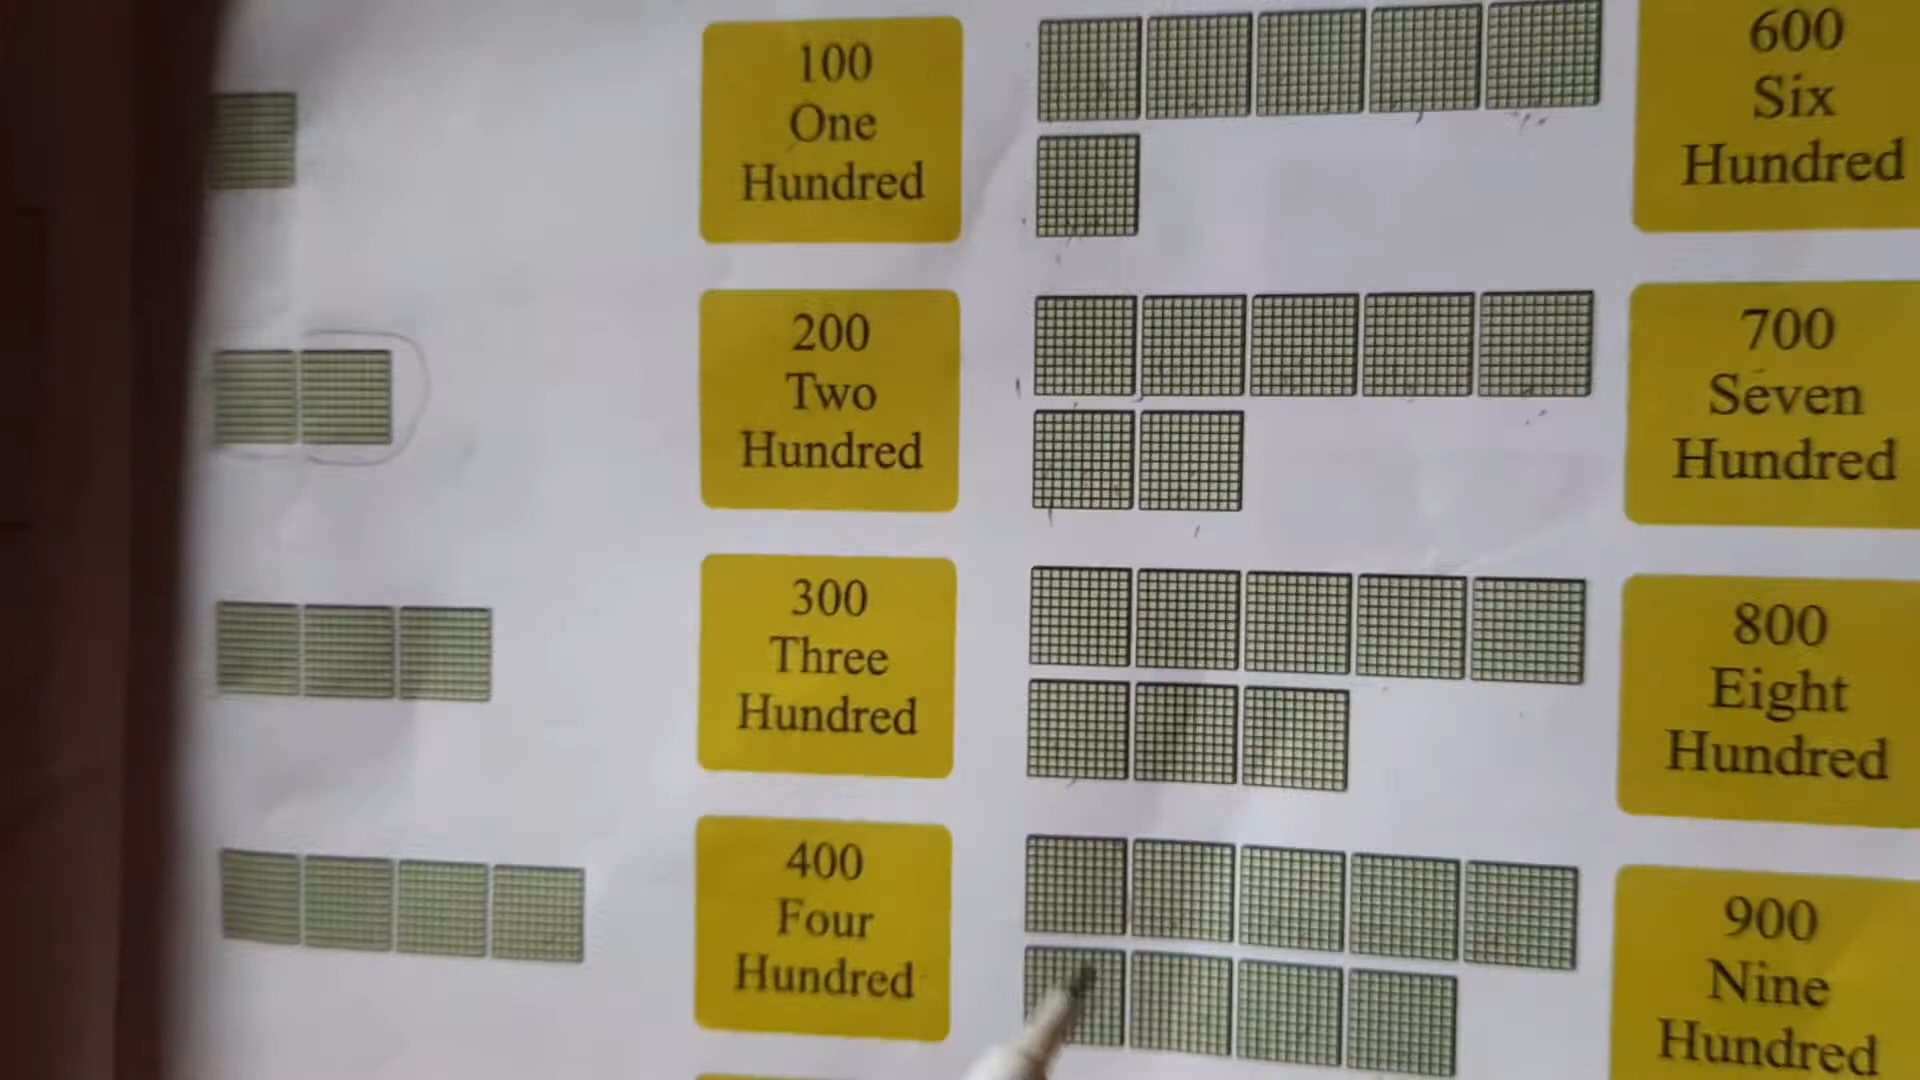 100
One
Hundred
200
Two
Hundred
300
Three
Hundred
400
Four
Hundred
600
Six
Hundred
700
Seven
Hundred
800
Eight
Hundred
900
Nine
Hundred